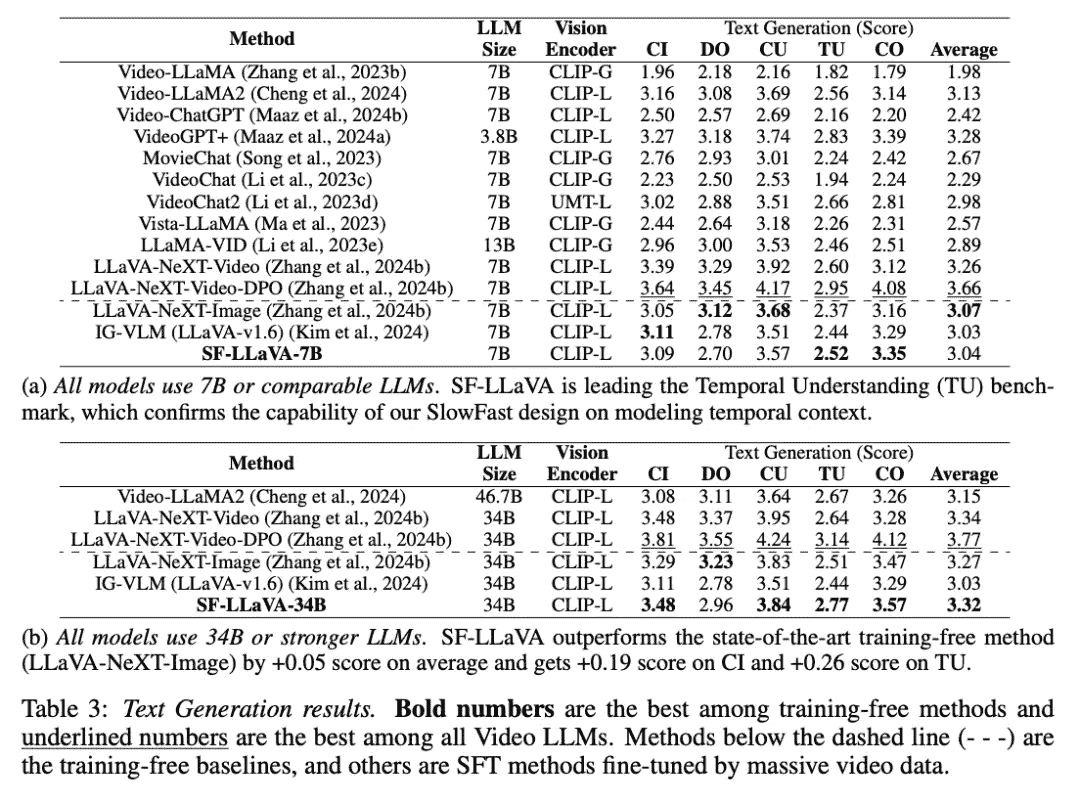 Method LLM Vision Text Generation (Score)
Size Encoder CI DO CU TU CO Average
Video-LLaMA (Zhang et al., 2023b) 7B CLIP-G 1.96 2.18 2.16 1.82 1.79 1.98
Video-LLaMA2 (Cheng et al., 2024) 7B CLIP-L 3.16 3.08 3.69 2.56 3.14 3.13
Video-ChatGPT (Maaz et al., 2024b) 7B CLIP-L 2.50 2.57 2.69 2.16 2.20 2.42
VideoGPT+ (Maaz et al., 2024a) 3.8B CLIP-L 3.27 3.18 3.74 2.83 3.39 3.28
MovieChat (Song et al., 2023) 7B CLIP-G 2.76 2.93 3.01 2.24 2.42 2.67
VideoChat (Li et al., 2023c) 7B CLIP-G 2.23 2.50 2.53 1.94 2.24 2.29
VideoChat2 (Li et al., 2023d) 7B UMT-L 3.02 2.88 3.51 2.66 2.81 2.98
Vista-LLaMA (Ma et al., 2023) 7B CLIP-G 2.44 2.64 3.18 2.26 2.31 2.57
LLaMA-VID (Li et al., 2023e) 13B CLIP-G 2.96 3.00 3.53 2.46 2.51 2.89
LLaVA-NeXT-Video (Zhang et al., 2024b) 7B CLIP-L 3.39 3.29 3.92 2.60 3.12 3.26
LLaVA-NeXT-Video-DPO (Zhang et al., 2024b) 7B CLIP-L 3.64 3.45 4.17 2.95 4.08 3.66
LLaVA-NeXT-Image (Zhang et al., 2024b) 7B CLIP-L 3.05 3.12 3.68 2.37 3.16 3.07
IG-VLM (LLaVA-v1.6) (Kim et al., 2024) 7B CLIP-L 3.11 2.78 3.51 2.44 3.29 3.03
SF-LLaVA-7B 7B CLIP-L 3.09 2.70 3.57 2.52 3.35 3.04
(a) All models use 7B or comparable LLMs. SF-LLaVA is leading the Temporal Understanding (TU) bench-
mark, which confirms the capability of our SlowFast design on modeling temporal context.
Method LLM Vision Text Generation (Score)
Size Encoder CI DO CU TU CO Average
Video-LLaMA2 (Cheng et al., 2024) 46.7B CLIP-L 3.08 3.11 3.64 2.67 3.26 3.15
LLaVA-NeXT-Video (Zhang et al., 2024b) 34B CLIP-L 3.48 3.37 3.95 2.64 3.28 3.34
LLaVA-NeXT-Video-DPO (Zhang et al., 2024b) 34B CLIP-L 3.81 3.55 4.24 3.14 4.12 3.77
LLaVA-NeXT-Image (Zhang et al., 2024b) 34B CLIP-L 3.29 3.23 3.83 2.51 3.47 3.27
IG-VLM (LLaVA-v1.6) (Kim et al., 2024) 34B CLIP-L 3.11 2.78 3.51 2.44 3.29 3.03
SF-LLaVA-34B 34B CLIP-L 3.48 2.96 3.84 2.77 3.57 3.32
(b) All models use 34B or stronger LLMs. SF-LLaVA outperforms the state-of-the-art training-free method
(LLaVA-NeXT-Image) by +0.05 score on average and gets +0.19 score on CI and +0.26 score on TU.
Table 3: Text Generation results. Bold numbers are the best among training-free methods and
underlined numbers are the best among all Video LLMs. Methods below the dashed line (- - -) are
the training-free baselines, and others are SFT methods fine-tuned by massive video data.